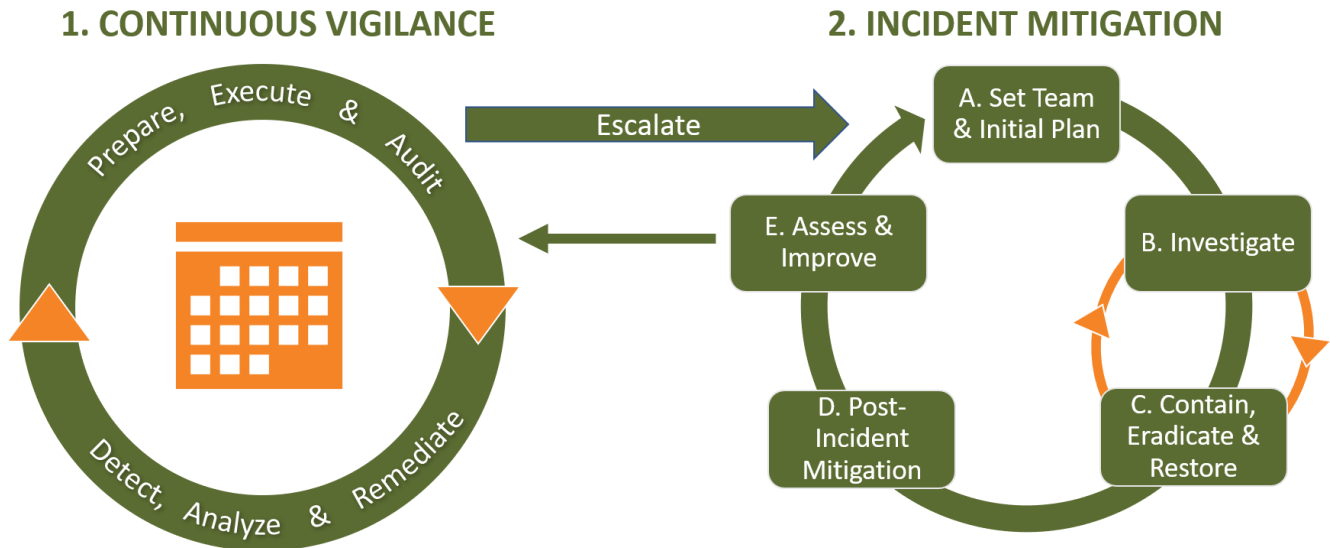 1. CONTINUOUS VIGILANCE
2. INCIDENT MITIGATION
Prepare, Execute & Audit
Detect, Analyze & Remediate
Escalate
A. Set Team
& Initial Plan
B. Investigate
C. Contain,
Eradicate &
Restore
D. Post-
Incident
Mitigation
E. Assess &
Improve